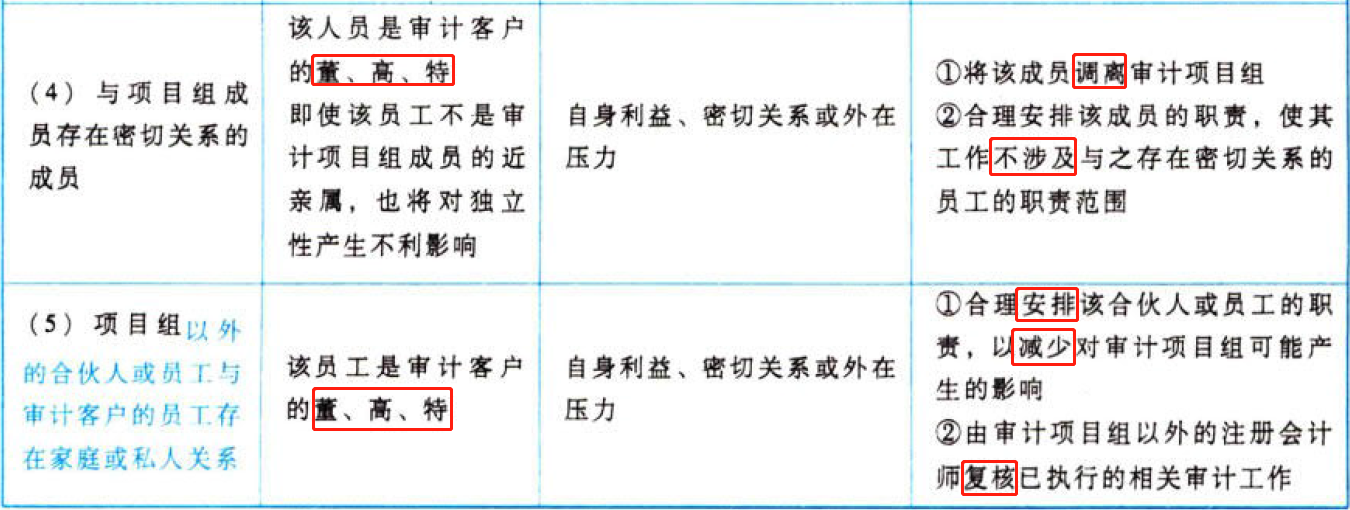 （4）与项目组成
员存在密切关系的
成员
该人员是审计客户
的董、高、特
即使该员工不是审
计项目组成员的近
亲属，也将对独立
性产生不利影响
自身利益、密切关系或外在
压力
①将该成员调离审计项目组
②合理安排该成员的职责，使其
工作不涉及与之存在密切关系的
员工的职责范围
（5）项目组以外
的合伙人或员工与
审计客户的员工存
在家庭或私人关系
该员工是审计客户
的董、高、特
自身利益、密切关系或外在
压力
①合理安排该合伙人或员工的职
责，以减少对审计项目组可能产
生的影响
②由审计项目组以外的注册会计
师复核已执行的相关审计工作